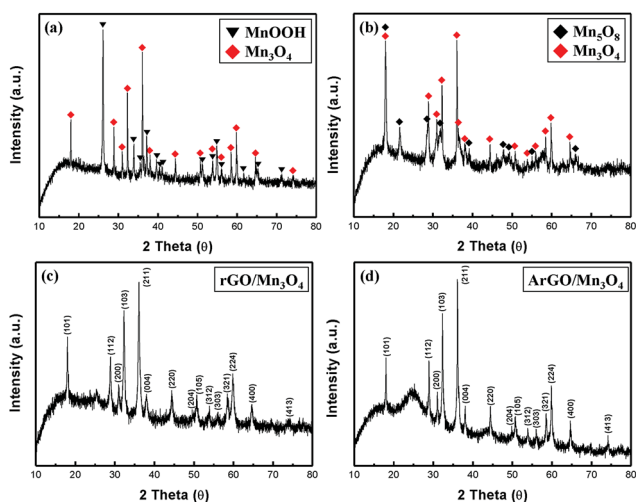 (a)
MnOOH
Mn3O4
Intensity (a.u.)
10 20 30 40 50 60 70 80
2 Theta (θ)
(b)
Mn5O8
Mn3O4
Intensity (a.u.)
10 20 30 40 50 60 70 80
2 Theta (θ)
(c)
rGO/Mn3O4
(101)
(112)
(200)
(103)
(211)
(004)
(220)
(204)
(105)
(312)
(303)
(321)
(224)
(400)
(413)
Intensity (a.u.)
10 20 30 40 50 60 70 80
2 Theta (θ)
(d)
ArGO/Mn3O4
(101)
(112)
(200)
(103)
(211)
(004)
(220)
(204)
(105)
(312)
(303)
(321)
(224)
(400)
(413)
Intensity (a.u.)
10 20 30 40 50 60 70 80
2 Theta (θ)